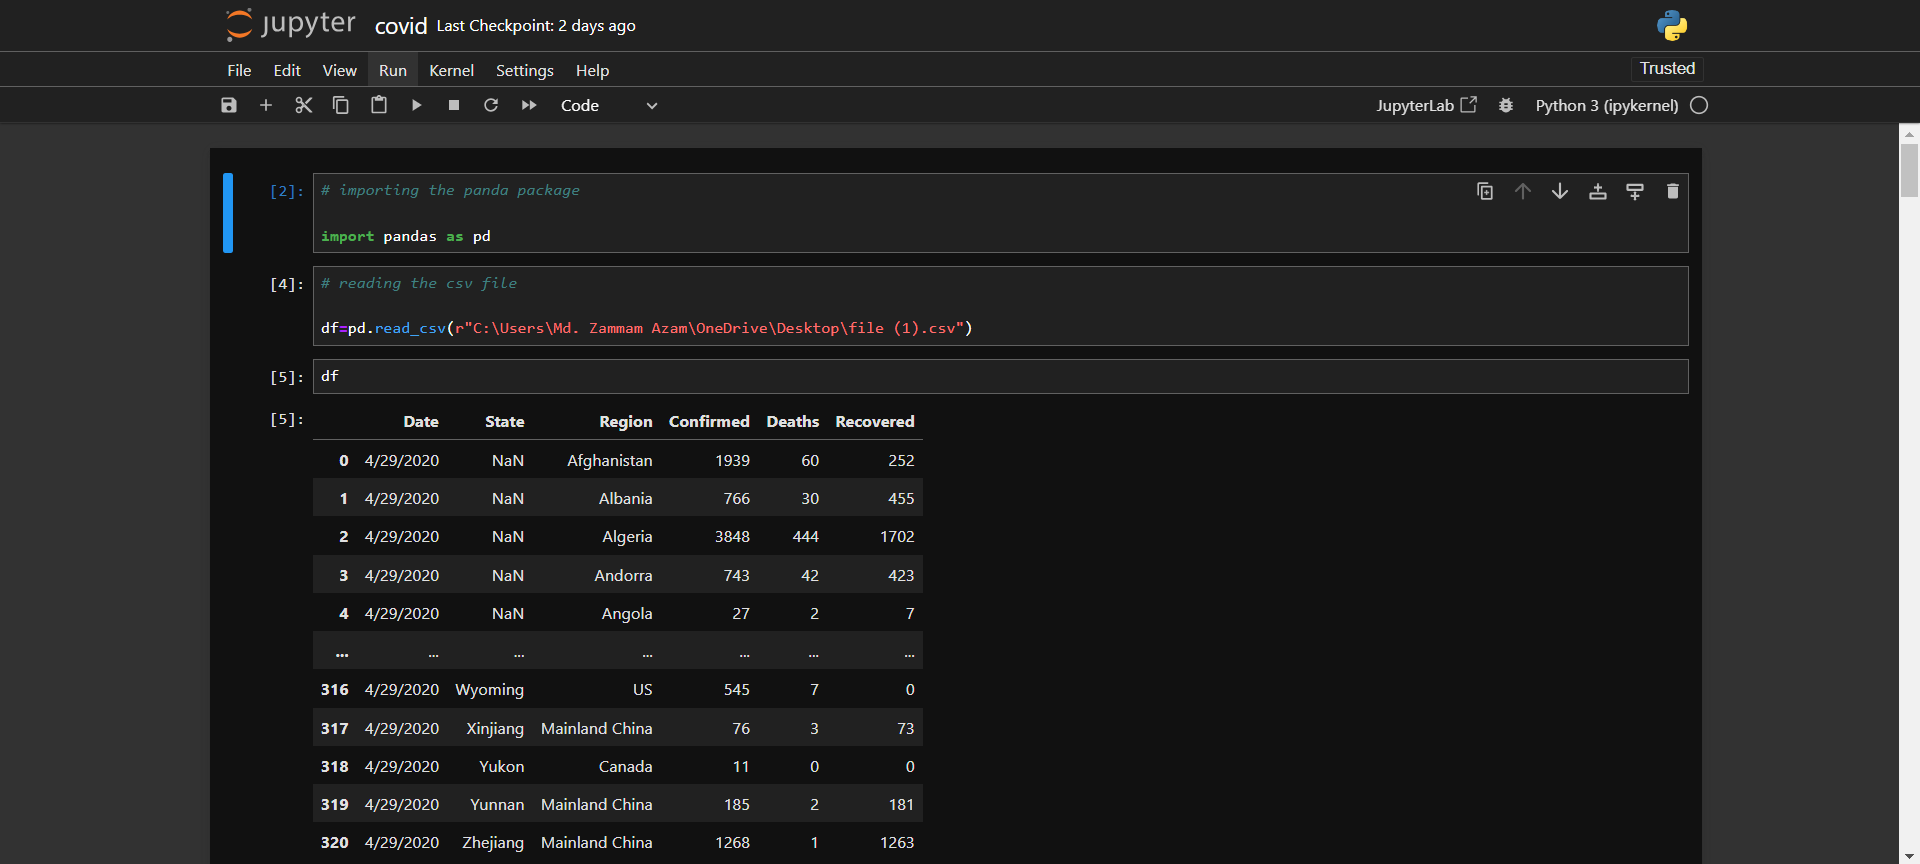 jupyter covid Last Checkpoint: 2 days ago
File Edit View Run Kernel Settings Help Trusted
Code JupyterLab Python 3 (ipykernel)
[2]: # importing the panda package
import pandas as pd
[4]: # reading the csv file
df=pd.read_csv(r"C:\Users\Md. Zammam Azam\OneDrive\Desktop\file (1).csv")
[5]: df
[5]: Date State Region Confirmed Deaths Recovered
0 4/29/2020 NaN Afghanistan 1939 60 252
1 4/29/2020 NaN Albania 766 30 455
2 4/29/2020 NaN Algeria 3848 444 1702
3 4/29/2020 NaN Andorra 743 42 423
4 4/29/2020 NaN Angola 27 2 7
... ... ... ... ... ... ...
316 4/29/2020 Wyoming US 545 7 0
317 4/29/2020 Xinjiang Mainland China 76 3 73
318 4/29/2020 Yukon Canada 11 0 0
319 4/29/2020 Yunnan Mainland China 185 2 181
320 4/29/2020 Zhejiang Mainland China 1268 1 1263